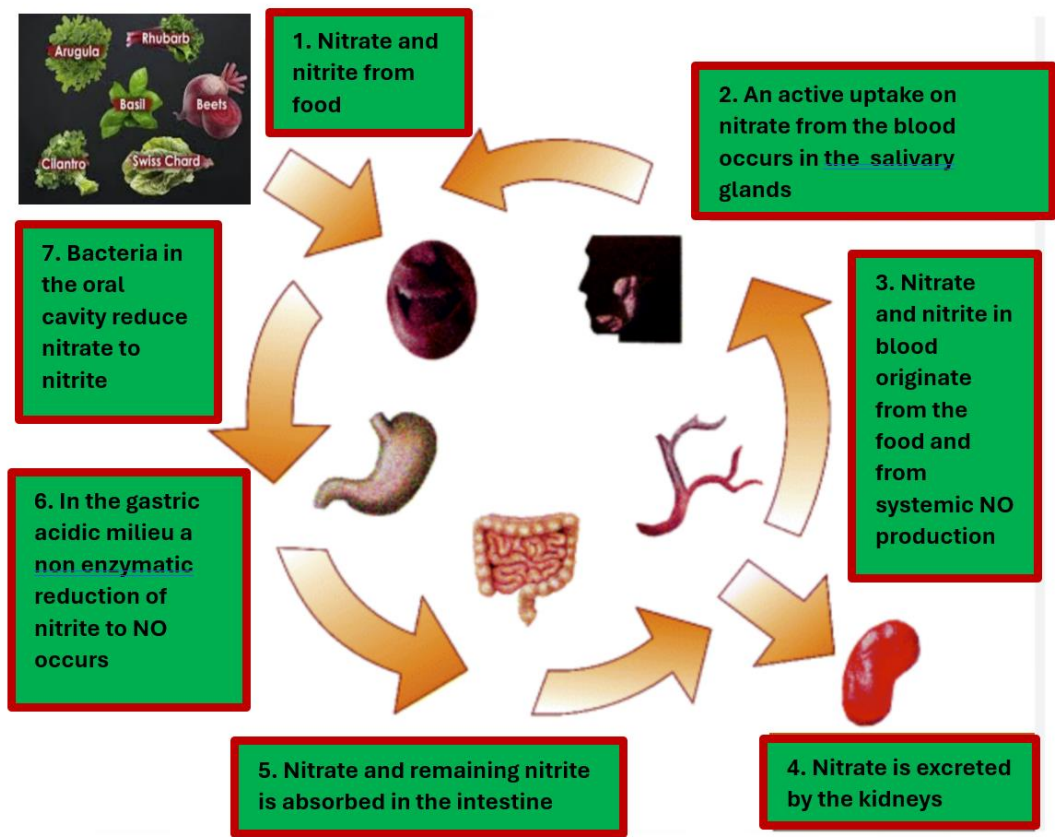 Arugula
Rhubarb
Basil
Beets
Cilantro
Swiss Chard
1. Nitrate and
nitrite from
food
2. An active uptake on
nitrate from the blood
occurs in the salivary
glands
3. Nitrate
and nitrite in
blood
originate
from the
food and
from
systemic NO
production
4. Nitrate is excreted
by the kidneys
5. Nitrate and remaining nitrite
is absorbed in the intestine
6. In the gastric
acidic milieu a
non enzymatic
reduction of
nitrite to NO
occurs
7. Bacteria in
the oral
cavity reduce
nitrate to
nitrite